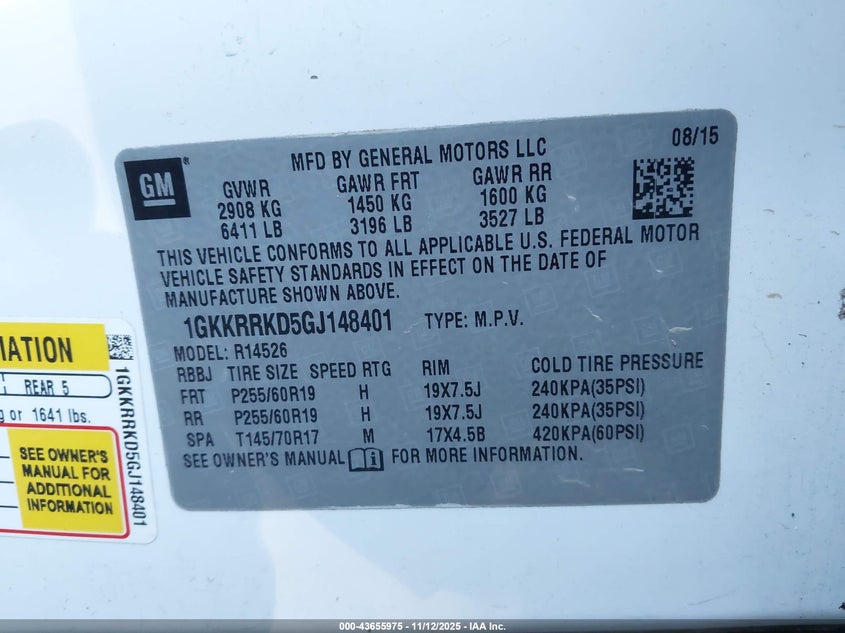 08/15
MFD BY GENERAL MOTORS LLC
GM
®
GVWR GAWR FRT GAWR RR
2908 KG 1450 KG 1600 KG
6411 LB 3196 LB 3527 LB
THIS VEHICLE CONFORMS TO ALL APPLICABLE U.S. FEDERAL MOTOR
VEHICLE SAFETY STANDARDS IN EFFECT ON THE DATE OF
MANUFACTURE SHOWN ABOVE.
1GKKRRKD5GJ148401 TYPE: M.P.V.
MODEL: R14526
RBBJ TIRE SIZE SPEED RTG RIM COLD TIRE PRESSURE
FRT P255/60R19 H 19X7.5J 240KPA(35PSI)
RR P255/60R19 H 19X7.5J 240KPA(35PSI)
SPA T145/70R17 M 17X4.5B 420KPA(60PSI)
SEE OWNER'S MANUAL FOR MORE INFORMATION.
REAR 5
or 1641 lbs.
SEE OWNER'S
MANUAL FOR
ADDITIONAL
INFORMATION
1GKKRRKD5GJ148401
000-43655975 - 11/12/2025 - IAA Inc.